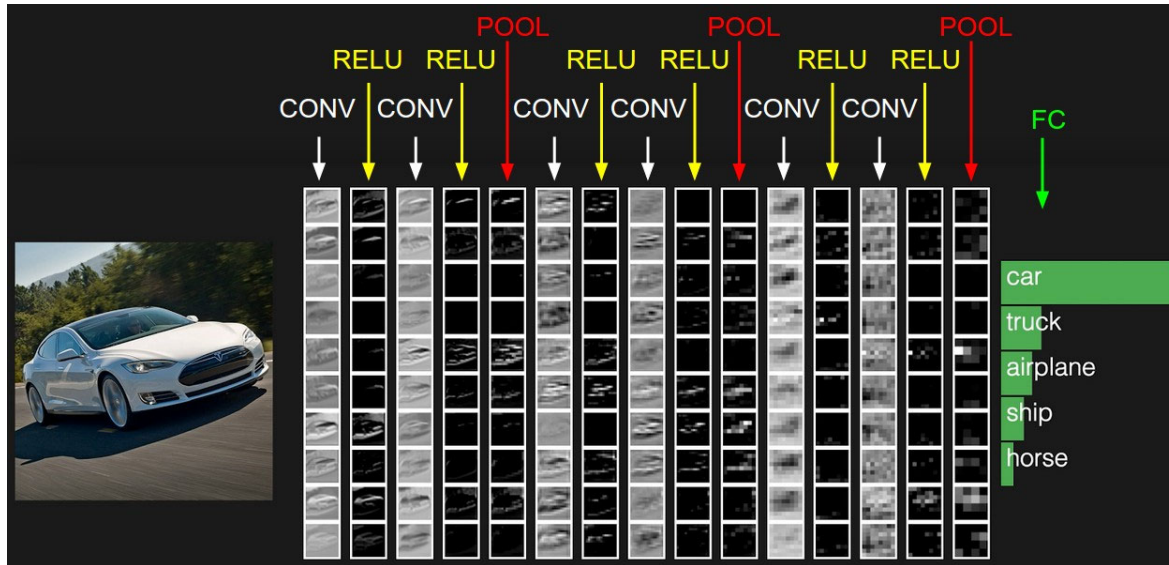 POOL POOL POOL
RELU RELU RELU RELU RELU RELU
CONV CONV CONV CONV CONV CONV
FC
car
truck
airplane
ship
horse